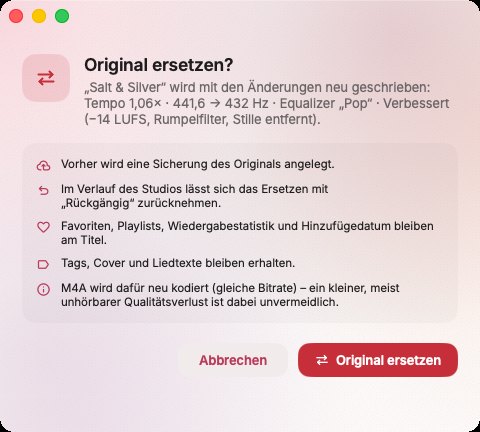 Original ersetzen?
„Salt & Silver“ wird mit den Änderungen neu geschrieben:
Tempo 1,06× · 441,6 → 432 Hz · Equalizer „Pop“ · Verbessert
(−14 LUFS, Rumpelfilter, Stille entfernt).
Vorher wird eine Sicherung des Originals angelegt.
Im Verlauf des Studios lässt sich das Ersetzen mit
„Rückgängig“ zurücknehmen.
Favoriten, Playlists, Wiedergabestatistik und Hinzufügedatum bleiben
am Titel.
Tags, Cover und Liedtexte bleiben erhalten.
M4A wird dafür neu kodiert (gleiche Bitrate) – ein kleiner, meist
unhörbarer Qualitätsverlust ist dabei unvermeidlich.
Abbrechen
Original ersetzen